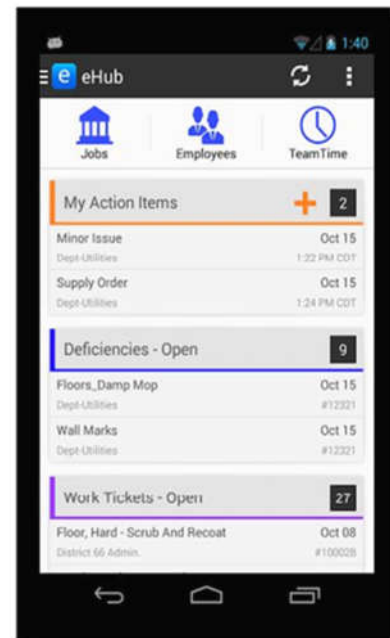 1:40
e eHub
Jobs Employees TeamTime
My Action Items 2
Minor Issue Oct 15
Dept-Utilities 1:22 PM CDT
Supply Order Oct 15
Dept-Utilities 1:24 PM CDT
Deficiencies - Open 9
Floors_Damp Mop Oct 15
Dept-Utilities #12321
Wall Marks Oct 15
Dept-Utilities #12321
Work Tickets - Open 27
Floor, Hard - Scrub And Recoat Oct 08
District 66 Admin. #10002B